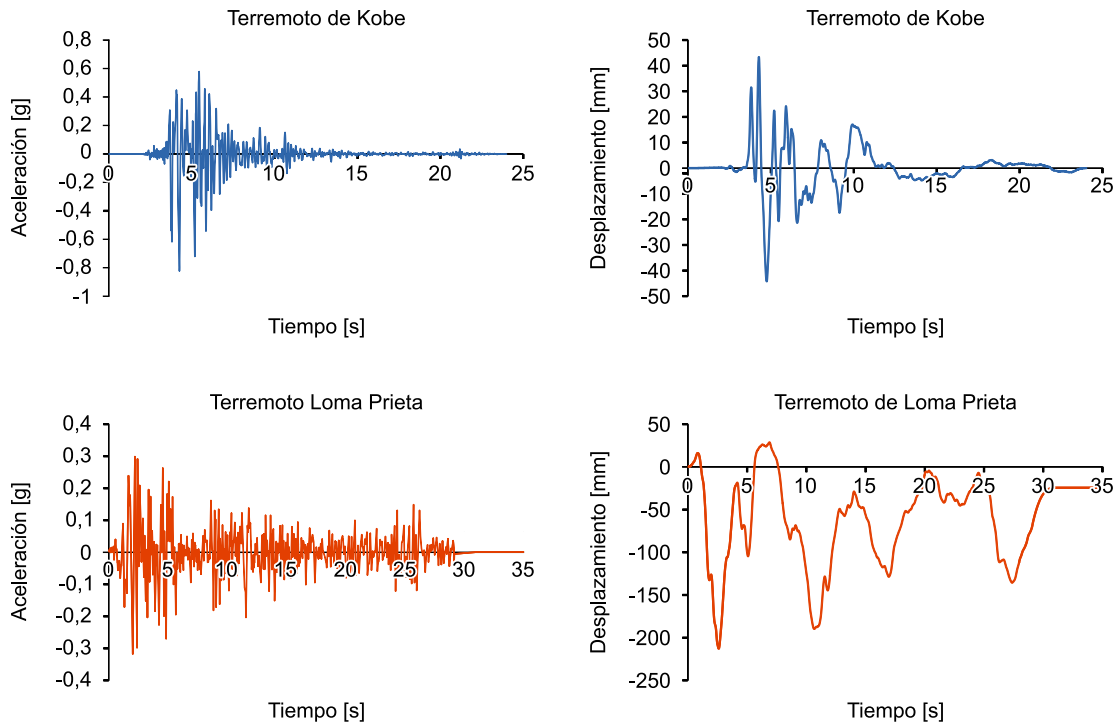 Terremoto de Kobe
Aceleración [g]
0,8
0,6
0,4
0,2
0
-0,2
-0,4
-0,6
-0,8
-1
0 5 10 15 20 25
Tiempo [s]
Terremoto de Kobe
Desplazamiento [mm]
50
40
30
20
10
0
-10
-20
-30
-40
-50
0 5 10 15 20 25
Tiempo [s]
Terremoto Loma Prieta
Aceleración [g]
0,4
0,3
0,2
0,1
0
-0,1
-0,2
-0,3
-0,4
0 5 10 15 20 25 30 35
Tiempo [s]
Terremoto de Loma Prieta
Desplazamiento [mm]
50
0
-50
-100
-150
-200
-250
0 5 10 15 20 25 30 35
Tiempo [s]